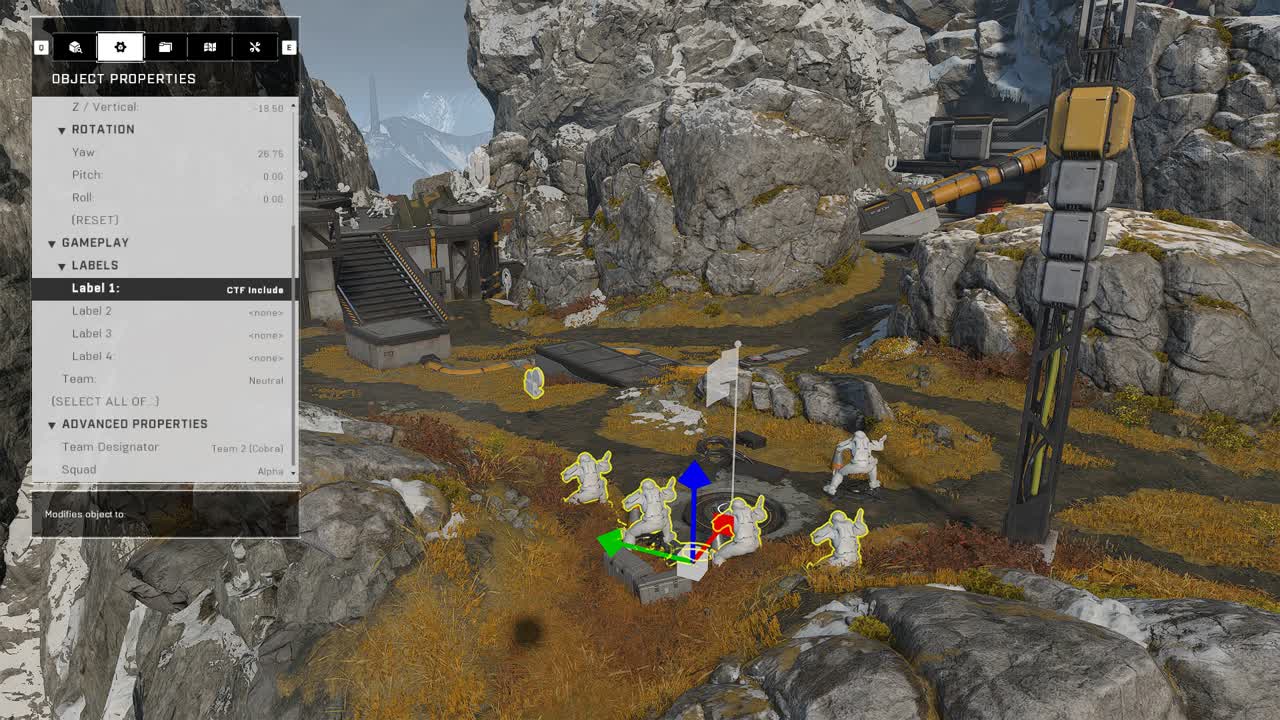 Q E
OBJECT PROPERTIES
Z / Vertical: -18.50
ROTATION
Yaw: 26.75
Pitch: 0.00
Roll: 0.00
(RESET)
GAMEPLAY
LABELS
Label 1: CTF Include
Label 2 <none>
Label 3 <none>
Label 4: <none>
Team: Neutral
(SELECT ALL OF...)
ADVANCED PROPERTIES
Team Designator Team 2 (Cobra)
Squad Alpha
Modifies object to: